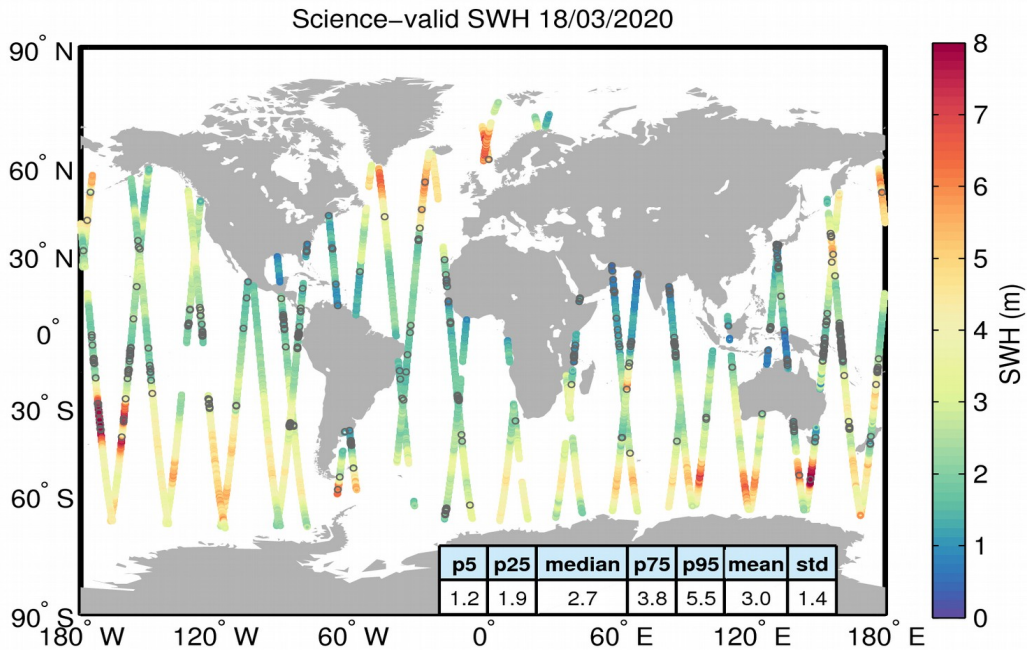 Science−valid SWH 18/03/2020
90° N
60° N
30° N
0°
30° S
60° S
90° S
180° W
120° W
60° W
0°
60° E
120° E
180° E
p5 p25 median p75 p95 mean std
1.2 1.9 2.7 3.8 5.5 3.0 1.4
8
7
6
5
4
3
2
1
0
SWH (m)